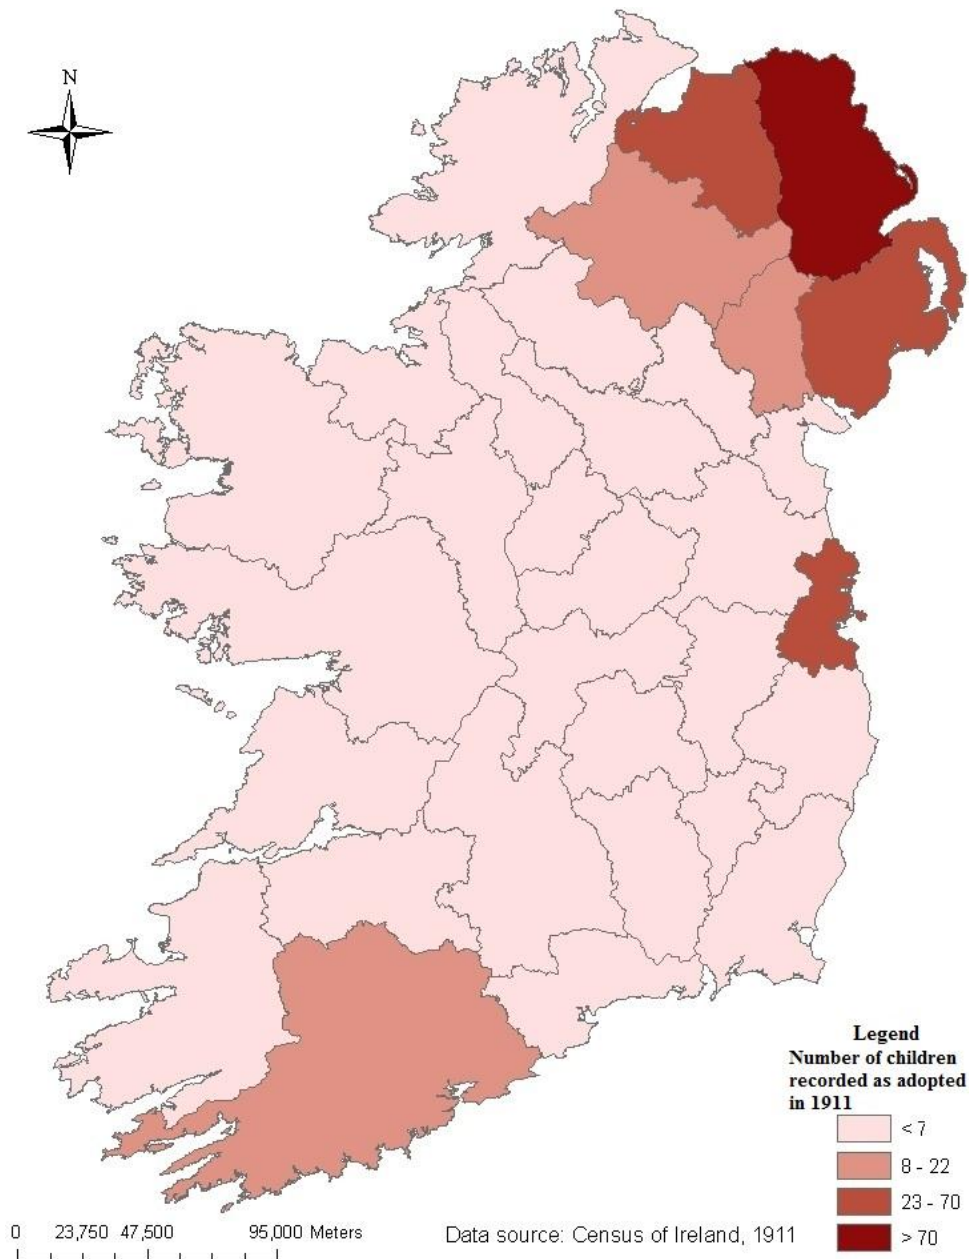 N
Legend
Number of children
recorded as adopted
in 1911
< 7
8 - 22
23 - 70
> 70
0 23,750 47,500 95,000 Meters
Data source: Census of Ireland, 1911